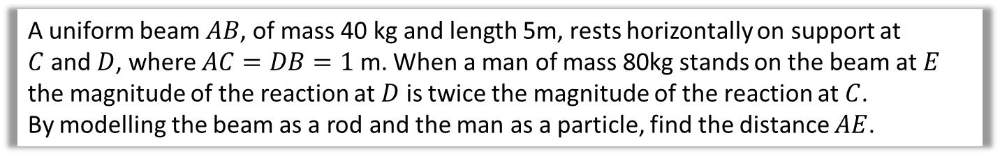 A uniform beam AB, of mass 40 kg and length 5m, rests horizontally on support at
C and D, where AC = DB = 1 m. When a man of mass 80kg stands on the beam at E
the magnitude of the reaction at D is twice the magnitude of the reaction at C.
By modelling the beam as a rod and the man as a particle, find the distance AE.